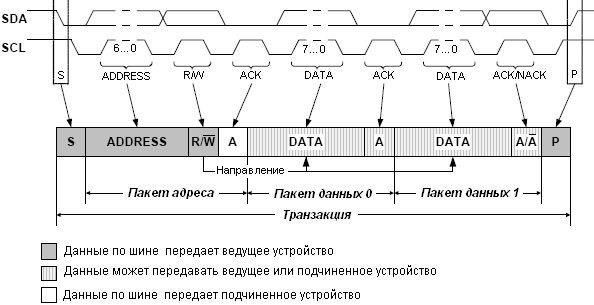 SDA
SCL
6...0 7...0 7...0
S ADDRESS R/W ACK DATA ACK DATA ACK/NACK P
S ADDRESS R/W̅ A DATA A DATA A/A̅ P
Направление
Пакет адреса Пакет данных 0 Пакет данных 1
Транзакция
Данные по шине передает ведущее устройство
Данные может передавать ведущее или подчиненное устройство
Данные по шине передает подчиненное устройство